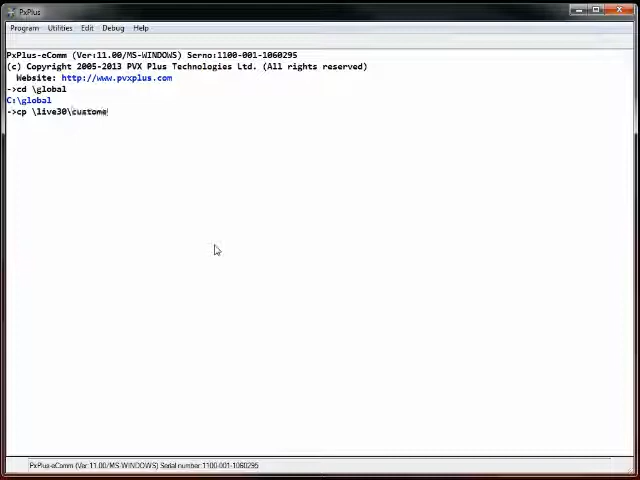 PxPlus
Program Utilities Edit Debug Help
PxPlus-eComm (Ver:11.00/MS-WINDOWS) Serno:1100-001-1060295
(c) Copyright 2005-2013 PVX Plus Technologies Ltd. (All rights reserved)
Website: http://www.pvxplus.com
->cd \global
C:\global
->cp \live30\custome
PxPlus-eComm (Ver:11.00/MS-WINDOWS) Serial number:1100-001-1060295